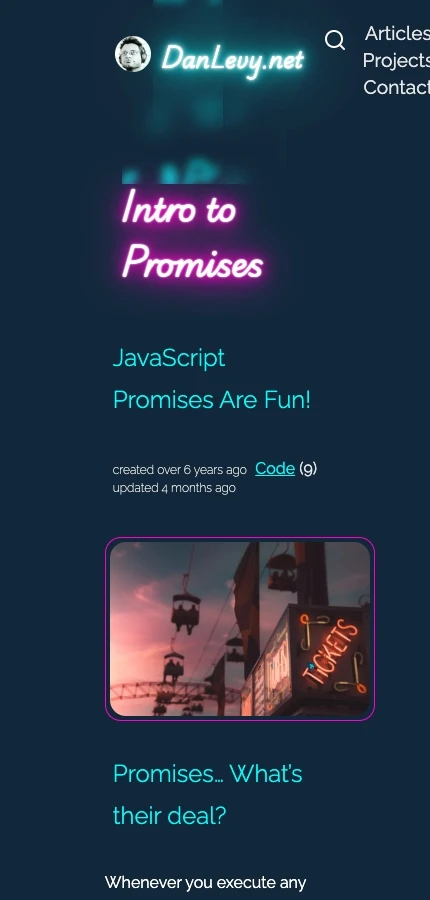 DanLevy.net
Articles
Projects
Contact
Intro to
Promises
JavaScript
Promises Are Fun!
created over 6 years ago Code (9)
updated 4 months ago
TICKETS
Promises... What's
their deal?
Whenever you execute any